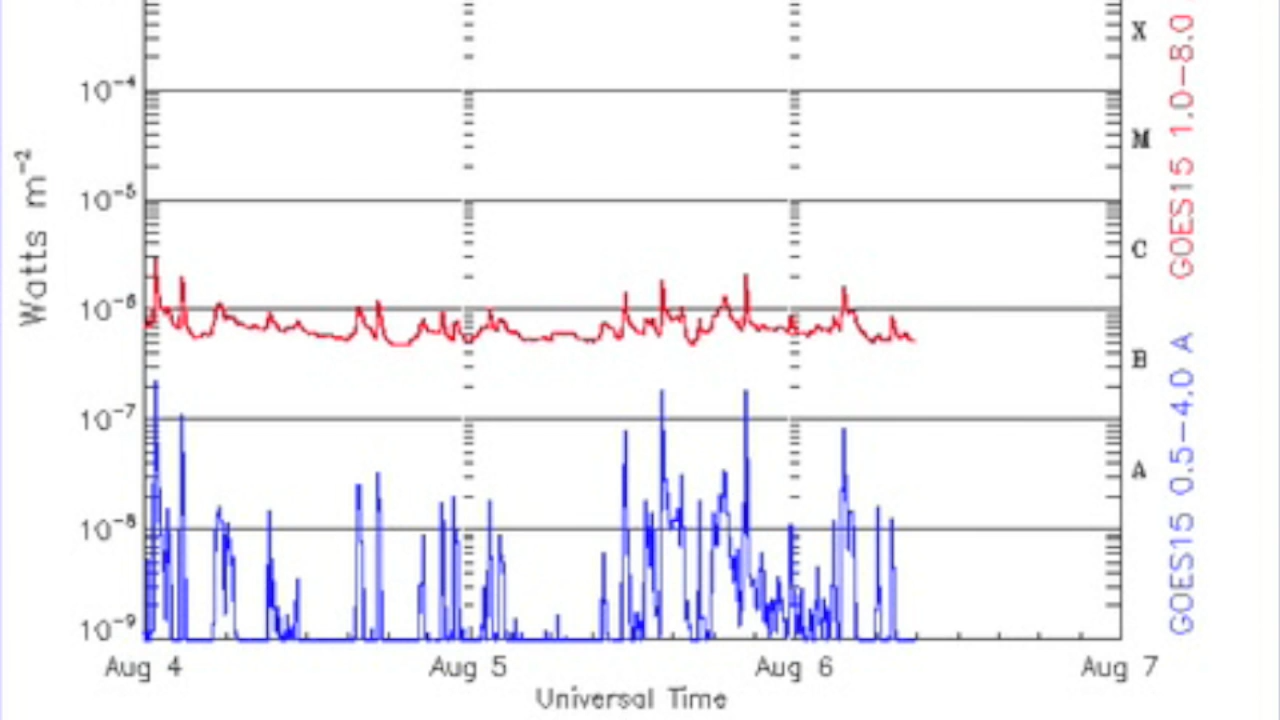 X
10⁻⁴
M
10⁻⁵
C
10⁻⁶
B
10⁻⁷
A
10⁻⁸
10⁻⁹
Aug 4 Aug 5 Aug 6 Aug 7
Universal Time
Watts m⁻²
GOES15 1.0-8.0
GOES15 0.5-4.0 A